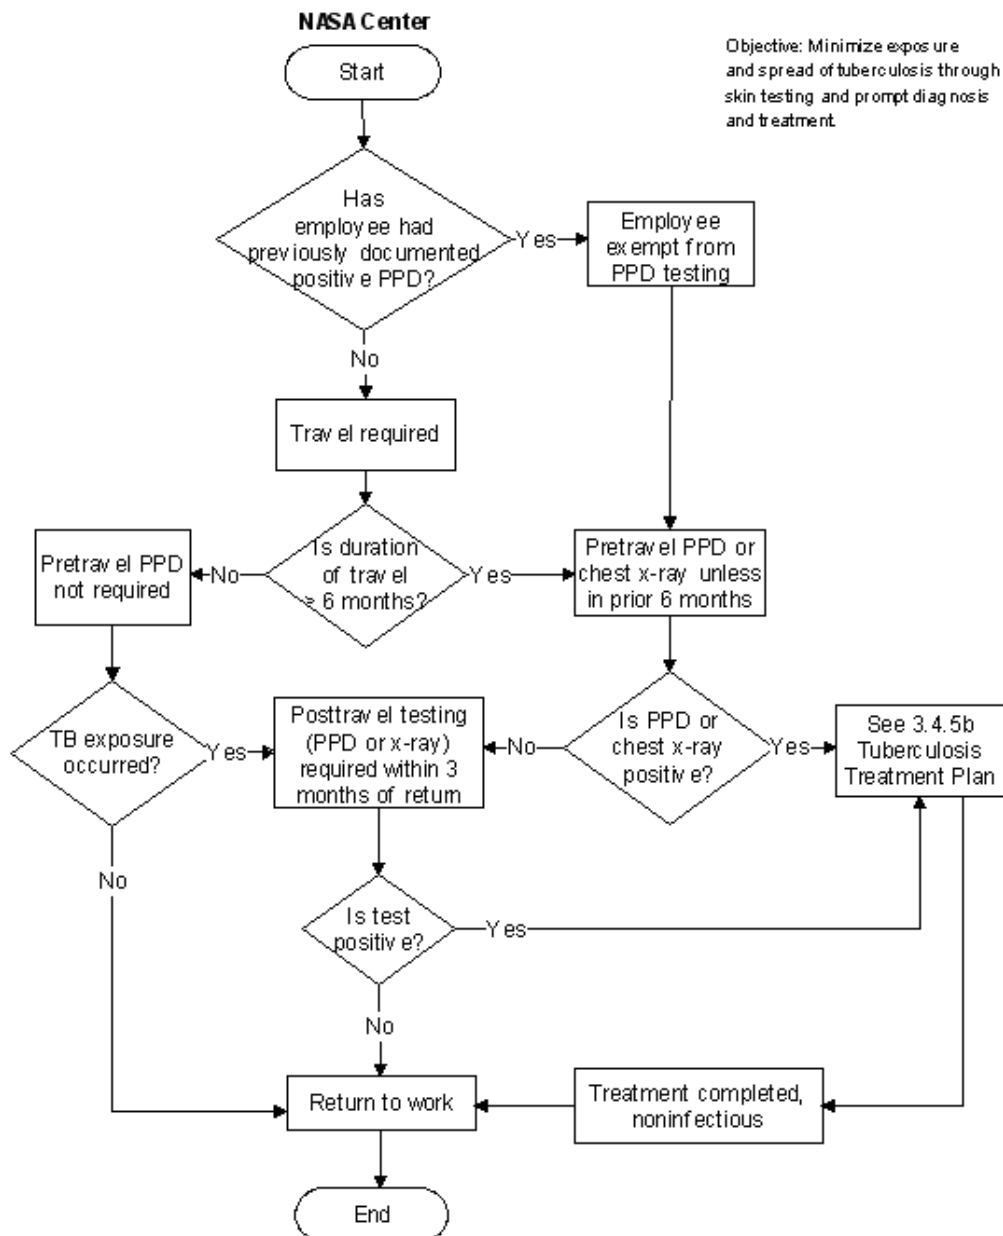 NASA Center
Start
Objective: Minimize exposure
and spread of tuberculosis through
skin testing and prompt diagnosis
and treatment.
Has
employee had
previously documented
positive PPD?
Yes
Employee
exempt from
PPD testing
No
Travel required
Pretravel PPD
not required
No
Is duration
of travel
≥ 6 months?
Yes
Pretravel PPD or
chest x-ray unless
in prior 6 months
TB exposure
occurred?
Yes
Posttravel testing
(PPD or x-ray)
required within 3
months of return
No
Is PPD or
chest x-ray
positive?
Yes
See 3.4.5b
Tuberculosis
Treatment Plan
No
Is test
positive?
Yes
No
Return to work
Treatment completed,
noninfectious
End